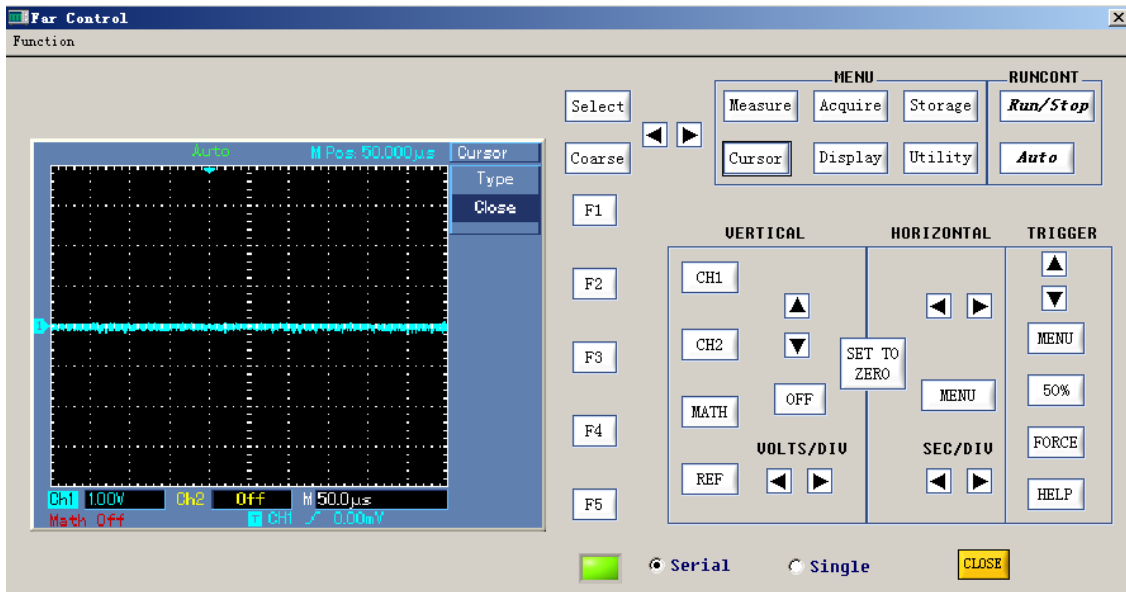 Far Control
Function
MENU
RUNCONT
Select
Measure
Acquire
Storage
Run/Stop
Coarse
Cursor
Display
Utility
Auto
Auto
M Pos: 50.000μs
Cursor
Type
Close
1
Ch1 1.00V
Ch2 Off
M 50.0μs
Math Off
T CH1 0.00mV
F1
F2
F3
F4
F5
VERTICAL
HORIZONTAL
TRIGGER
CH1
CH2
MATH
REF
OFF
VOLTS/DIV
SET TO
ZERO
MENU
SEC/DIV
MENU
50%
FORCE
HELP
Serial
Single
CLOSE